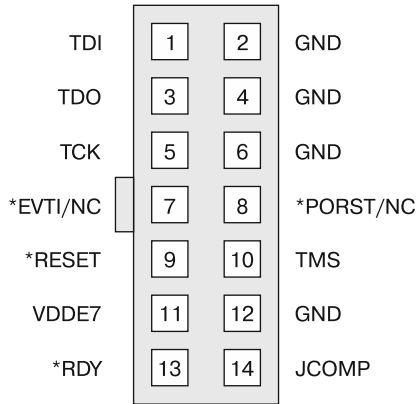 TDI 1 2 GND
TDO 3 4 GND
TCK 5 6 GND
*EVTI/NC 7 8 *PORST/NC
*RESET 9 10 TMS
VDDE7 11 12 GND
*RDY 13 14 JCOMP